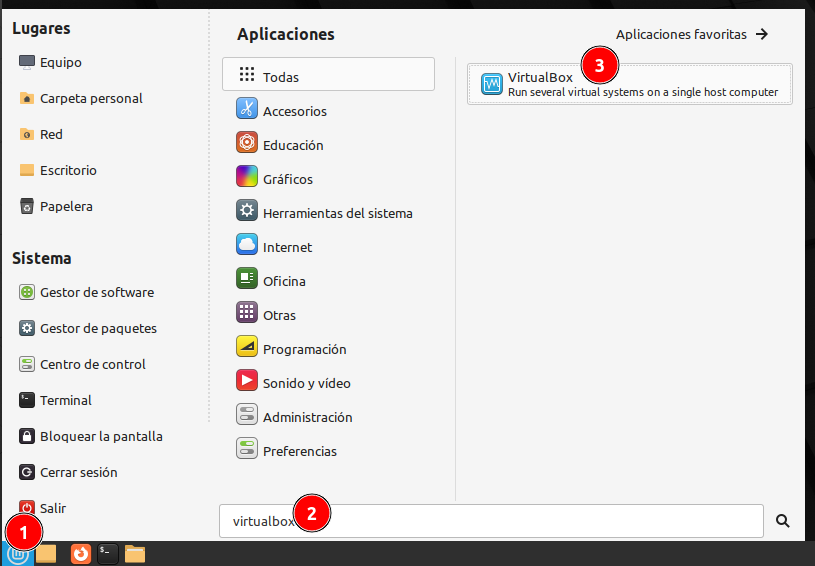 Lugares
Equipo
Carpeta personal
Red
Escritorio
Papelera
Sistema
Gestor de software
Gestor de paquetes
Centro de control
Terminal
Bloquear la pantalla
Cerrar sesión
Salir
1
Aplicaciones
Todas
Accesorios
Educación
Gráficos
Herramientas del sistema
Internet
Oficina
Otras
Programación
Sonido y vídeo
Administración
Preferencias
virtualbox
2
Aplicaciones favoritas
3
VirtualBox
Run several virtual systems on a single host computer